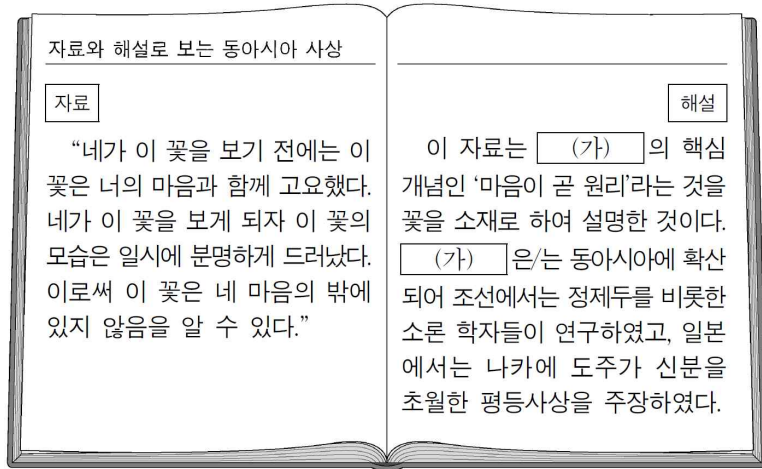 자료와 해설로 보는 동아시아 사상
자료
“네가 이 꽃을 보기 전에는 이
꽃은 너의 마음과 함께 고요했다.
네가 이 꽃을 보게 되자 이 꽃의
모습은 일시에 분명하게 드러났다.
이로써 이 꽃은 네 마음의 밖에
있지 않음을 알 수 있다.”
해설
이 자료는 (가) 의 핵심
개념인 ‘마음이 곧 원리’라는 것을
꽃을 소재로 하여 설명한 것이다.
(가) 은/는 동아시아에 확산
되어 조선에서는 정제두를 비롯한
소론 학자들이 연구하였고, 일본
에서는 나카에 도주가 신분을
초월한 평등사상을 주장하였다.